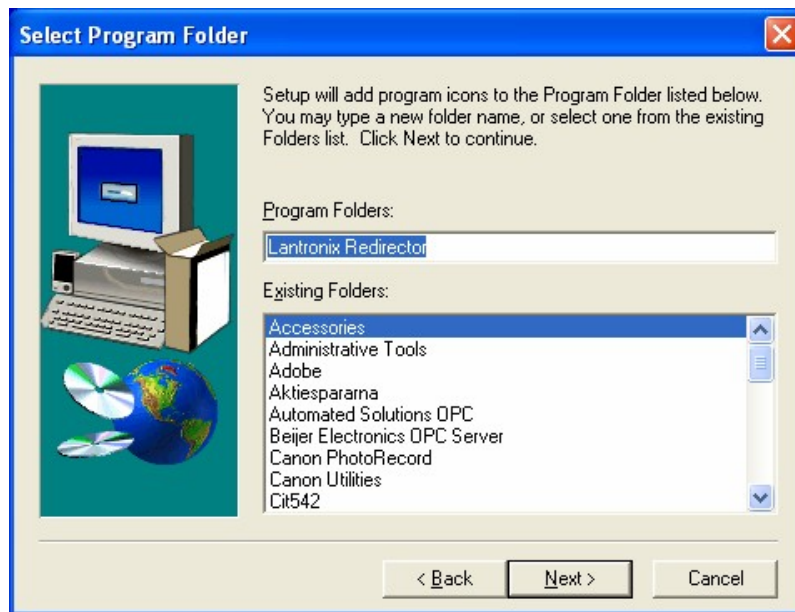 Select Program Folder
Setup will add program icons to the Program Folder listed below.
You may type a new folder name, or select one from the existing
Folders list. Click Next to continue.
Program Folders:
Lantronix Redirector
Existing Folders:
Accessories
Administrative Tools
Adobe
Aktiespararna
Automated Solutions OPC
Beijer Electronics OPC Server
Canon PhotoRecord
Canon Utilities
Cit542
< Back
Next >
Cancel